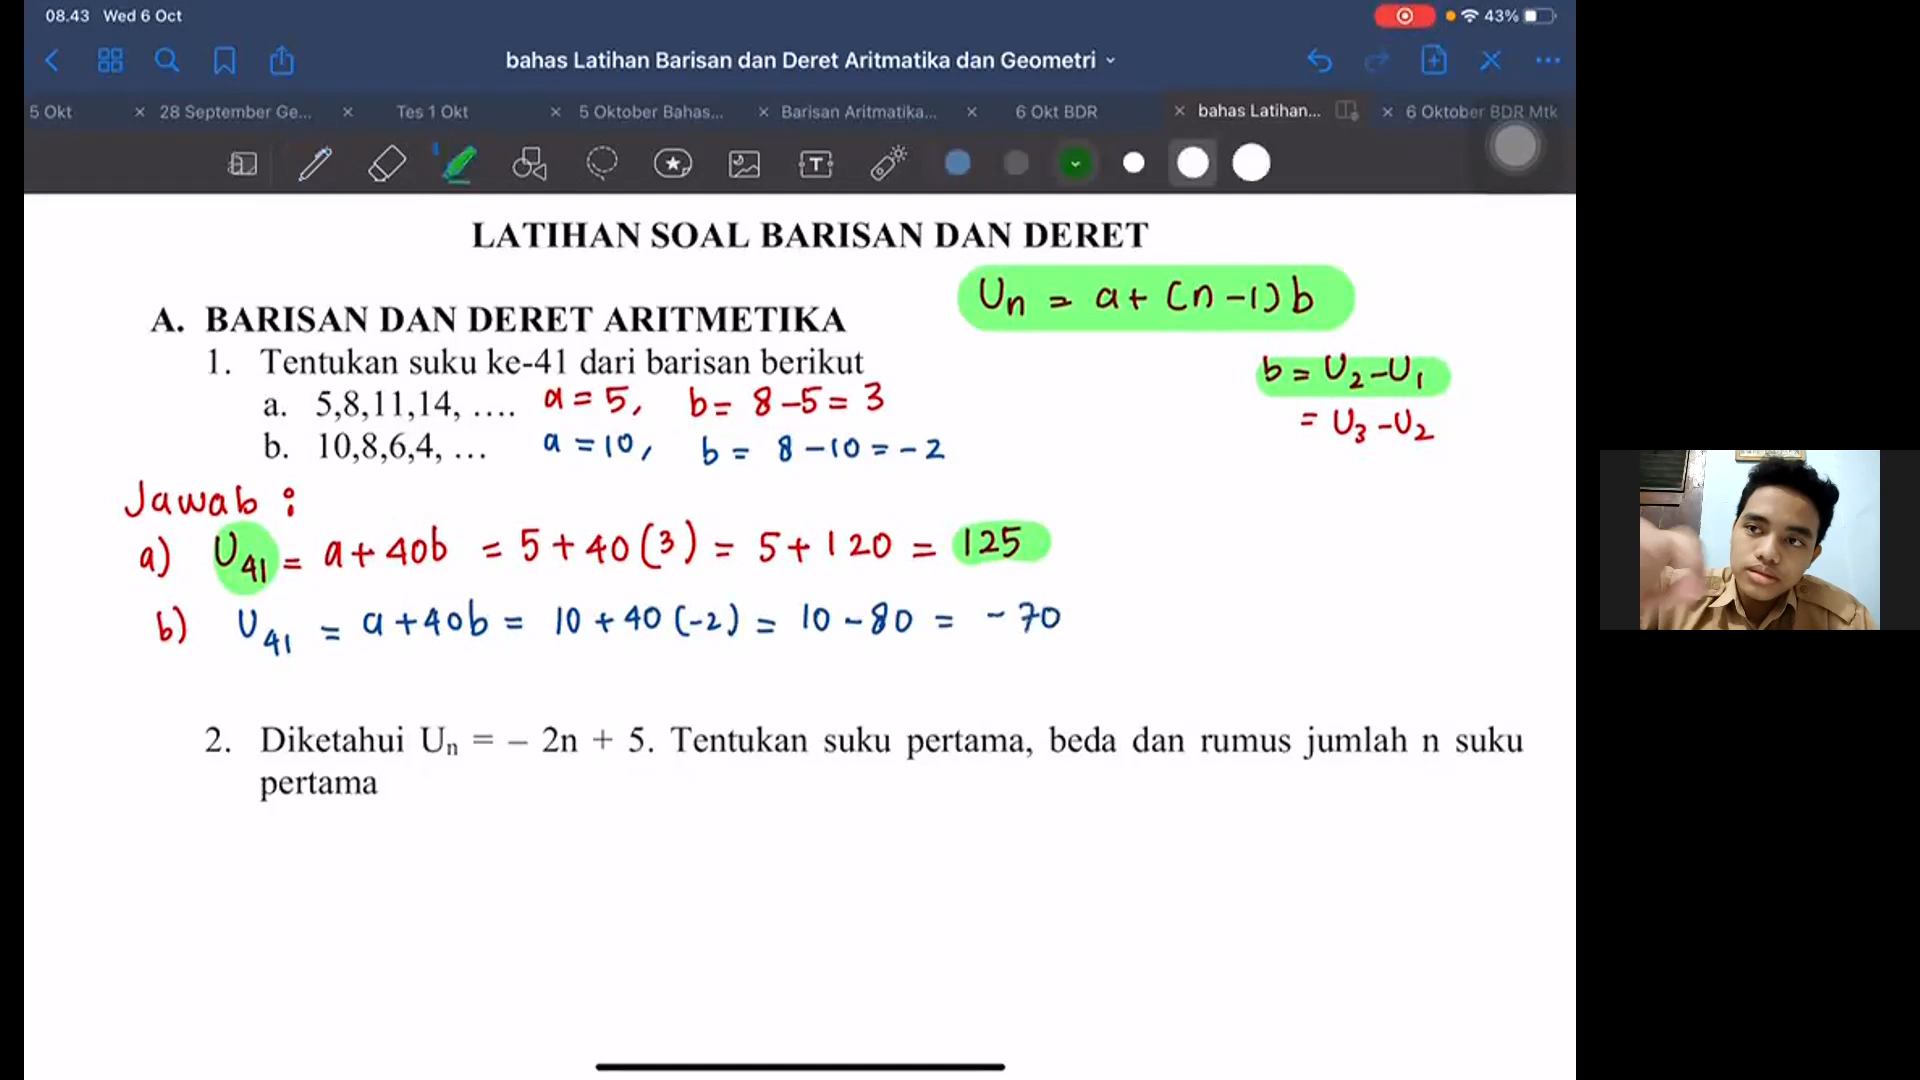 08.43 Wed 6 Oct
43%
bahas Latihan Barisan dan Deret Aritmatika dan Geometri
5 Okt
28 September Ge...
Tes 1 Okt
5 Oktober Bahas...
Barisan Aritmatika...
6 Okt BDR
bahas Latihan...
6 Oktober BDR Mtk
LATIHAN SOAL BARISAN DAN DERET
Uₙ = a + (n - 1) b
A. BARISAN DAN DERET ARITMETIKA
1. Tentukan suku ke-41 dari barisan berikut
b = U₂ - U₁
a. 5,8,11,14, .... a = 5, b = 8 - 5 = 3
= U₃ - U₂
b. 10,8,6,4, ... a = 10, b = 8 - 10 = - 2
Jawab :
a) U₄₁ = a + 40b = 5 + 40 (3) = 5 + 120 = 125
b) U₄₁ = a + 40b = 10 + 40 (-2) = 10 - 80 = - 70
2. Diketahui Uₙ = – 2n + 5. Tentukan suku pertama, beda dan rumus jumlah n suku
pertama